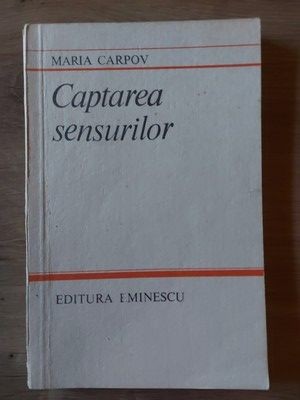 MARIA CARPOV
Captarea
sensurilor
EDITURA EMINESCU